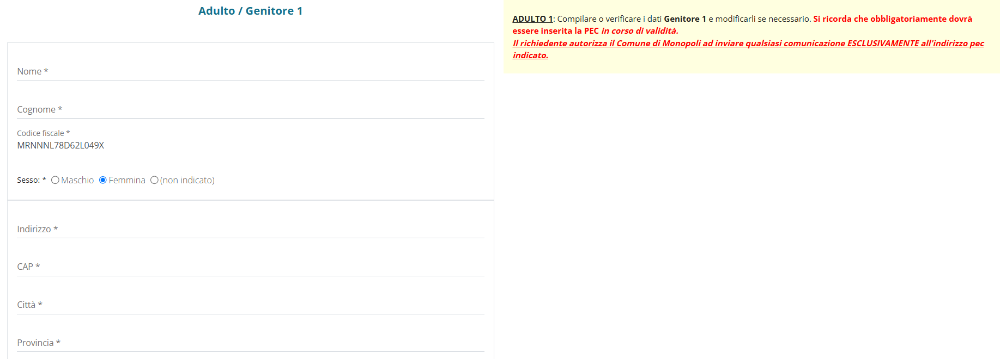 Adulto / Genitore 1
Nome *
Cognome *
Codice fiscale *
MRNNNL78D62L049X
Sesso: * Maschio Femmina (non indicato)
Indirizzo *
CAP *
Città *
Provincia *
ADULTO 1: Compilare o verificare i dati Genitore 1 e modificarli se necessario. Si ricorda che obbligatoriamente dovrà
essere inserita la PEC in corso di validità.
Il richiedente autorizza il Comune di Monopoli ad inviare qualsiasi comunicazione ESCLUSIVAMENTE all'indirizzo pec
indicato.